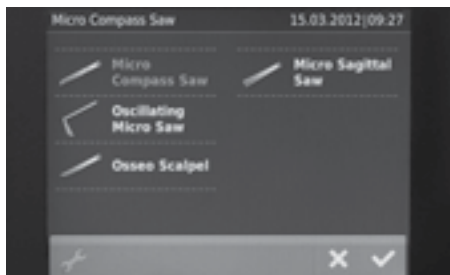 Micro Compass Saw 15.03.2012|09:27
Micro
Compass Saw
Micro Sagittal
Saw
Oscillating
Micro Saw
Osseo Scalpel